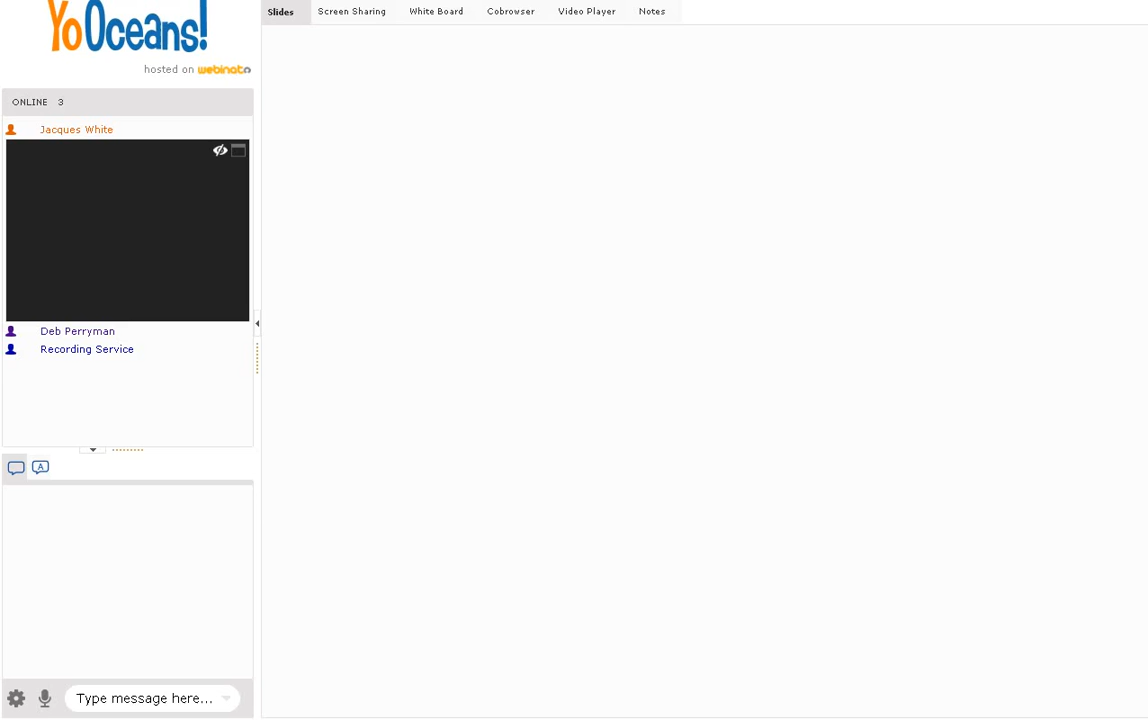 YoOceans!
hosted on webinato
Slides Screen Sharing White Board Cobrowser Video Player Notes
ONLINE 3
Jacques White
Deb Perryman
Recording Service
A
Type message here...